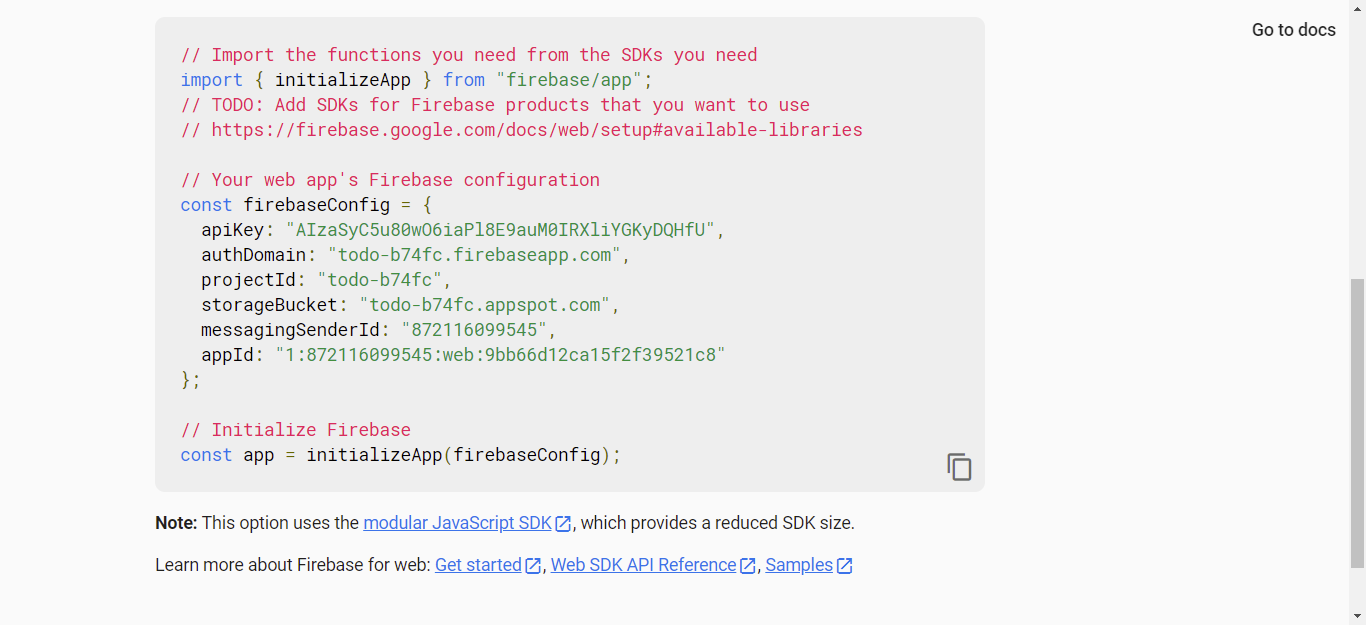 Go to docs
// Import the functions you need from the SDKs you need
import { initializeApp } from "firebase/app";
// TODO: Add SDKs for Firebase products that you want to use
// https://firebase.google.com/docs/web/setup#available-libraries
// Your web app's Firebase configuration
const firebaseConfig = {
  apiKey: "AIzaSyC5u80wO6iaPl8E9auM0IRXliYGKyDQHfU",
  authDomain: "todo-b74fc.firebaseapp.com",
  projectId: "todo-b74fc",
  storageBucket: "todo-b74fc.appspot.com",
  messagingSenderId: "872116099545",
  appId: "1:872116099545:web:9bb66d12ca15f2f39521c8"
};
// Initialize Firebase
const app = initializeApp(firebaseConfig);
Note: This option uses the modular JavaScript SDK, which provides a reduced SDK size.
Learn more about Firebase for web: Get started, Web SDK API Reference, Samples